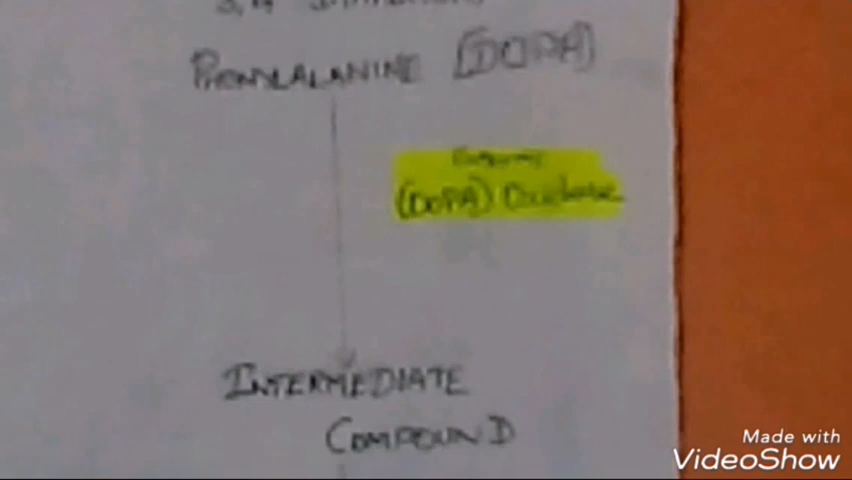 PHENYLALANINE [DOPA]
(DOPA) Oxidase
INTERMEDIATE
COMPOUND
Made with
VideoShow